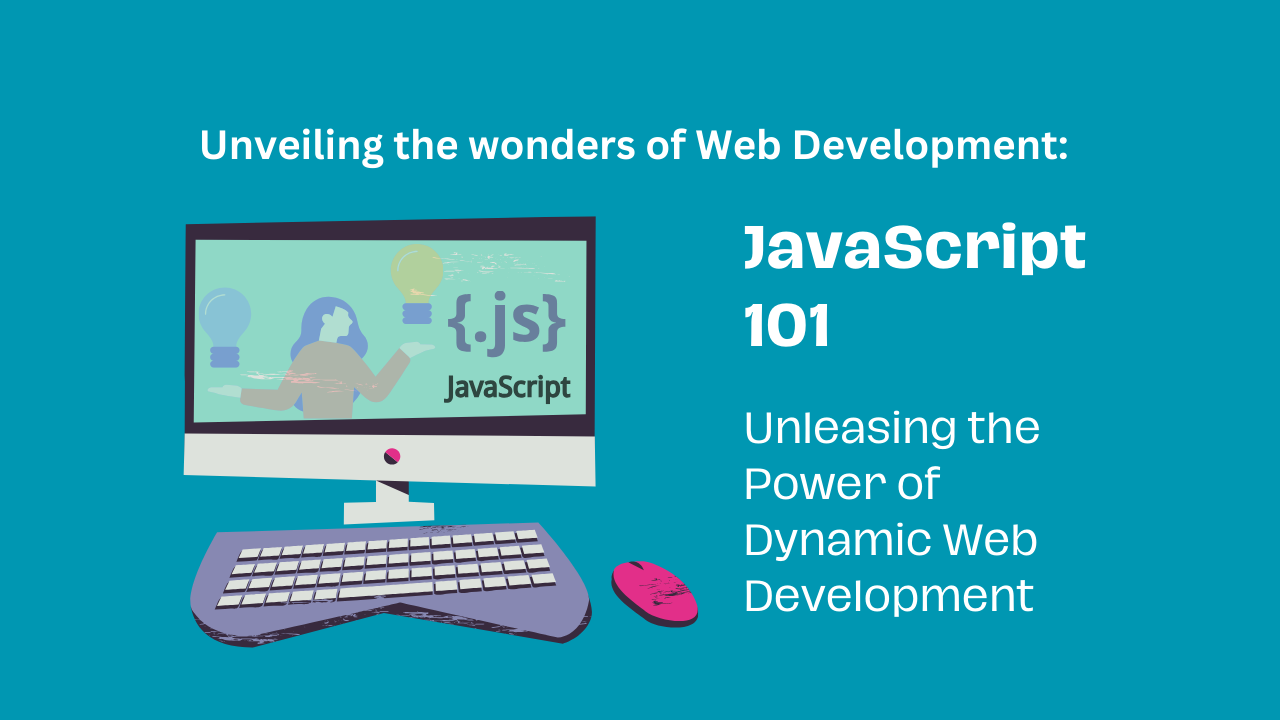 Unveiling the wonders of Web Development:
{.js}
JavaScript
JavaScript
101
Unleasing the
Power of
Dynamic Web
Development